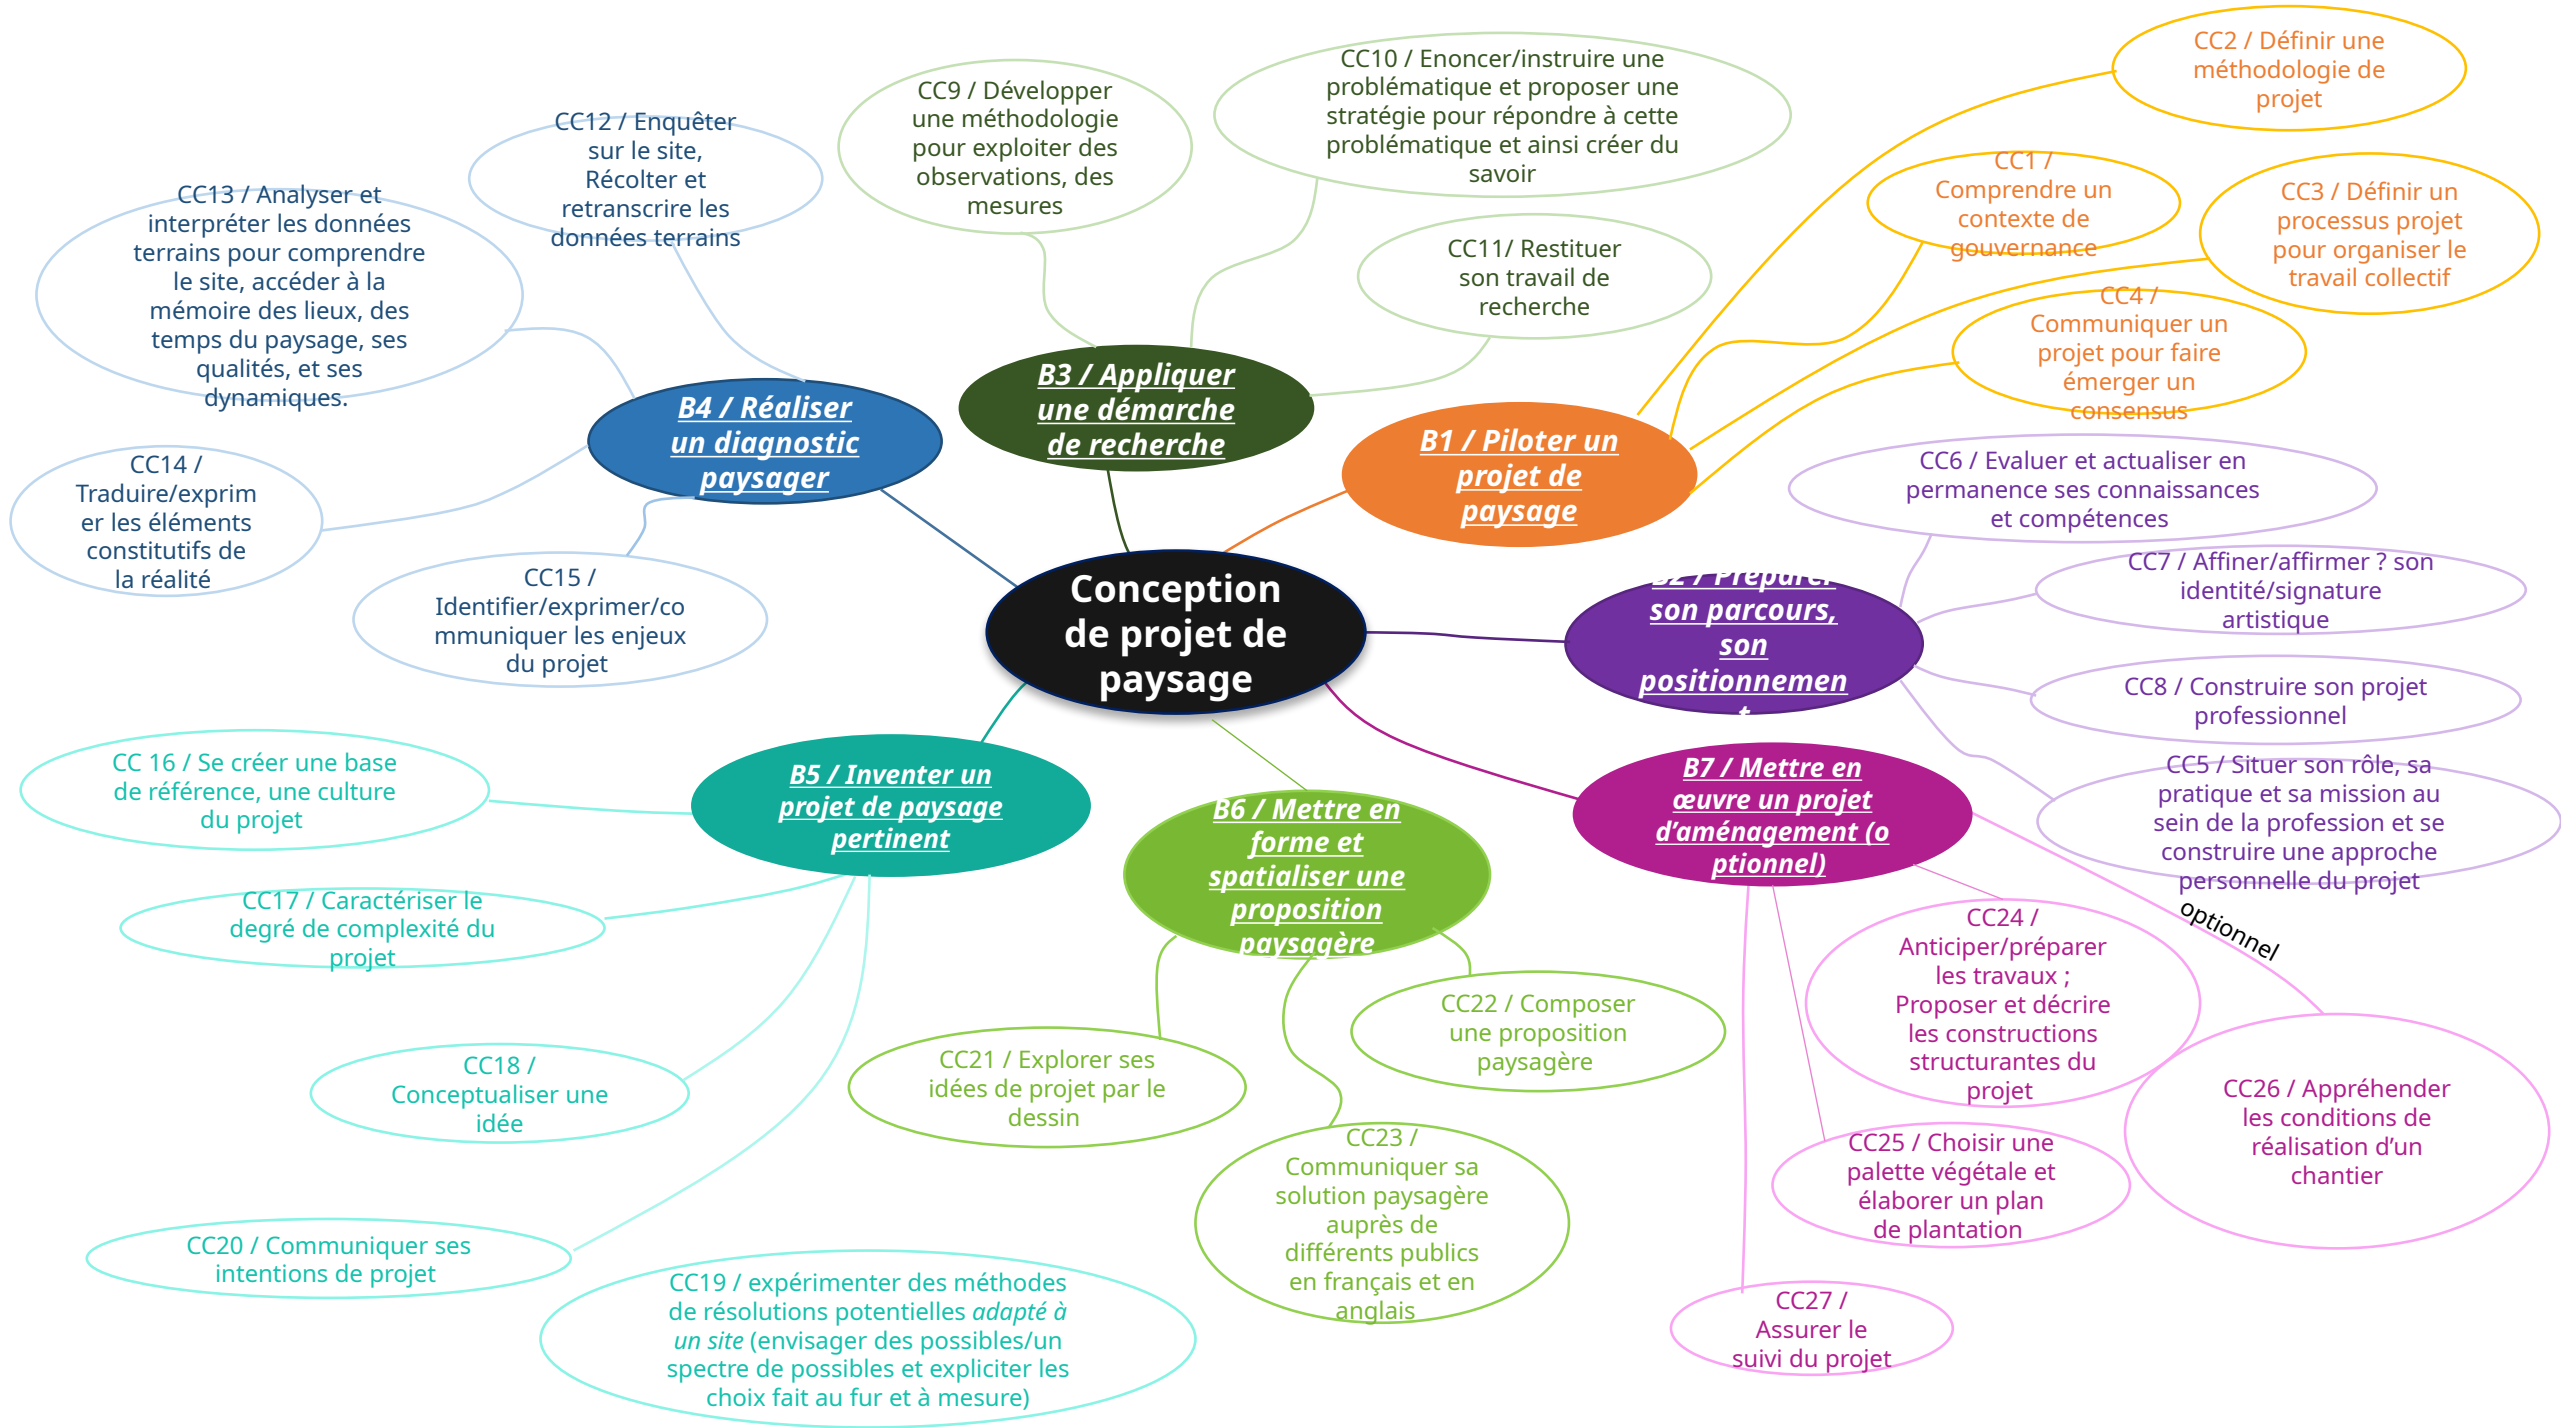 Conception
de projet de
paysage
B1 / Piloter un
projet de
paysage
CC1 /
Comprendre un
contexte de
gouvernance
CC2 / Définir une
méthodologie de
projet
CC3 / Définir un
processus projet
pour organiser le
travail collectif
CC4 /
Communiquer un
projet pour faire
émerger un
consensus
B2 / Préparer
son parcours,
son
positionnemen
t
CC5 / Situer son rôle, sa
pratique et sa mission au
sein de la profession et se
construire une approche
personnelle du projet
CC6 / Evaluer et actualiser en
permanence ses connaissances
et compétences
CC7 / Affiner/affirmer ? son
identité/signature
artistique
CC8 / Construire son projet
professionnel
B3 / Appliquer
une démarche
de recherche
CC9 / Développer
une méthodologie
pour exploiter des
observations, des
mesures
CC10 / Enoncer/instruire une
problématique et proposer une
stratégie pour répondre à cette
problématique et ainsi créer du
savoir
CC11/ Restituer
son travail de
recherche
B4 / Réaliser
un diagnostic
paysager
CC12 / Enquêter
sur le site,
Récolter et
retranscrire les
données terrains
CC13 / Analyser et
interpréter les données
terrains pour comprendre
le site, accéder à la
mémoire des lieux, des
temps du paysage, ses
qualités, et ses
dynamiques.
CC14 /
Traduire/exprim
er les éléments
constitutifs de
la réalité
CC15 /
Identifier/exprimer/co
mmuniquer les enjeux
du projet
B5 / Inventer un
projet de paysage
pertinent
CC 16 / Se créer une base
de référence, une culture
du projet
CC17 / Caractériser le
degré de complexité du
projet
CC18 /
Conceptualiser une
idée
CC20 / Communiquer ses
intentions de projet
CC19 / expérimenter des méthodes
de résolutions potentielles adapté à
un site (envisager des possibles/un
spectre de possibles et expliciter les
choix fait au fur et à mesure)
B6 / Mettre en
forme et
spatialiser une
proposition
paysagère
CC21 / Explorer ses
idées de projet par le
dessin
CC22 / Composer
une proposition
paysagère
CC23 /
Communiquer sa
solution paysagère
auprès de
différents publics
en français et en
anglais
B7 / Mettre en
œuvre un projet
d’aménagement (o
ptionnel)
CC24 /
Anticiper/préparer
les travaux ;
Proposer et décrire
les constructions
structurantes du
projet
CC25 / Choisir une
palette végétale et
élaborer un plan
de plantation
optionnel
CC26 / Appréhender
les conditions de
réalisation d’un
chantier
CC27 /
Assurer le
suivi du projet